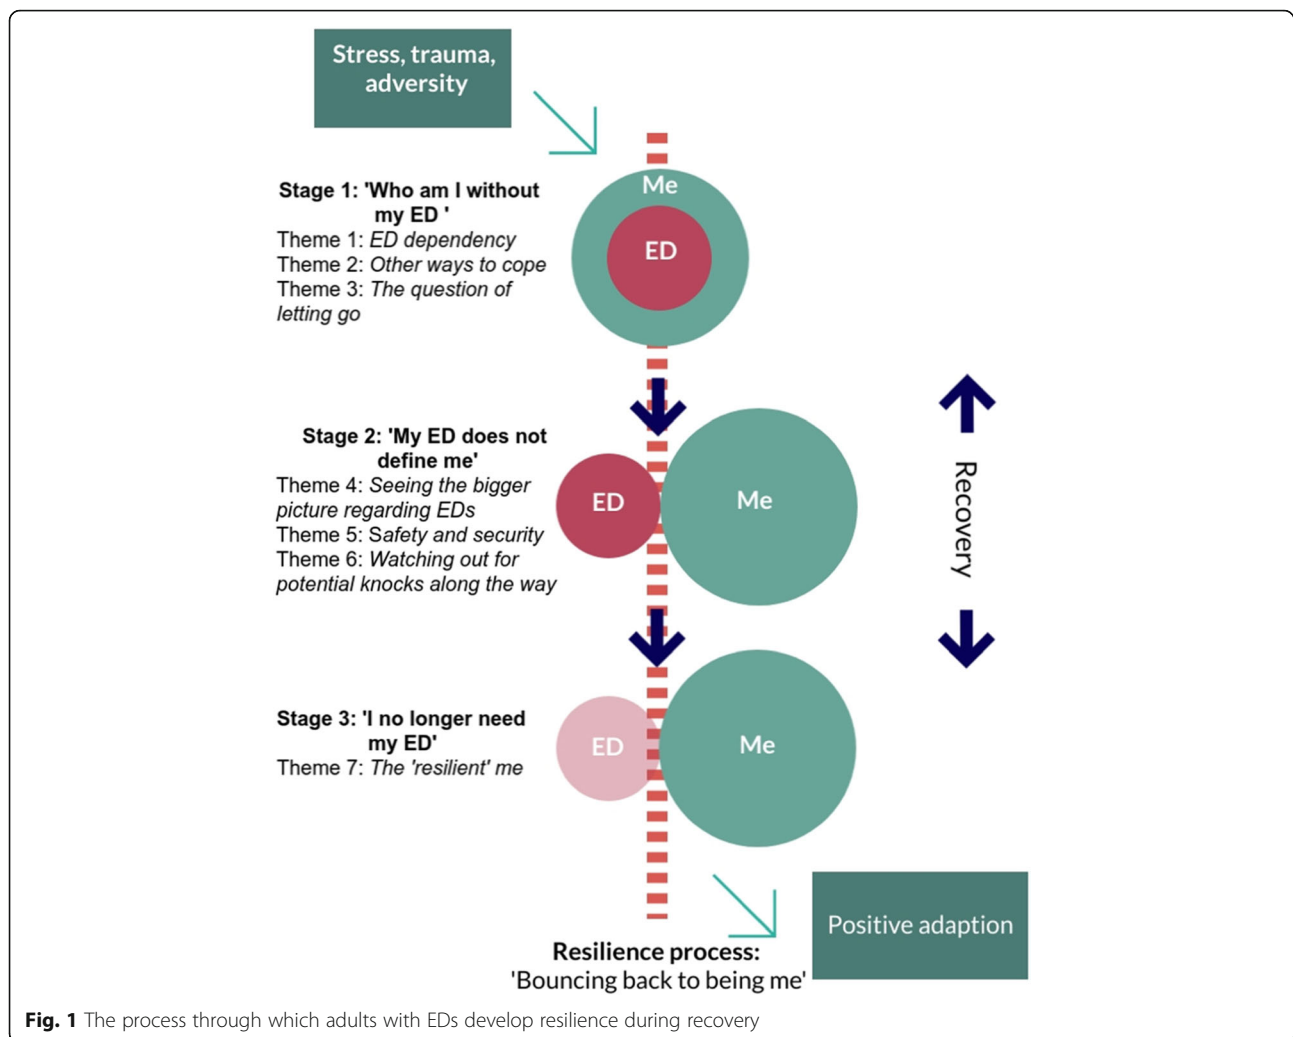 Stress, trauma,
adversity
Me
ED
Stage 1: 'Who am I without
my ED '
Theme 1: ED dependency
Theme 2: Other ways to cope
Theme 3: The question of
letting go
Stage 2: 'My ED does not
define me'
Theme 4: Seeing the bigger
picture regarding EDs
Theme 5: Safety and security
Theme 6: Watching out for
potential knocks along the way
ED
Me
Recovery
Stage 3: 'I no longer need
my ED'
Theme 7: The 'resilient' me
ED
Me
Positive adaption
Resilience process:
'Bouncing back to being me'
Fig. 1 The process through which adults with EDs develop resilience during recovery